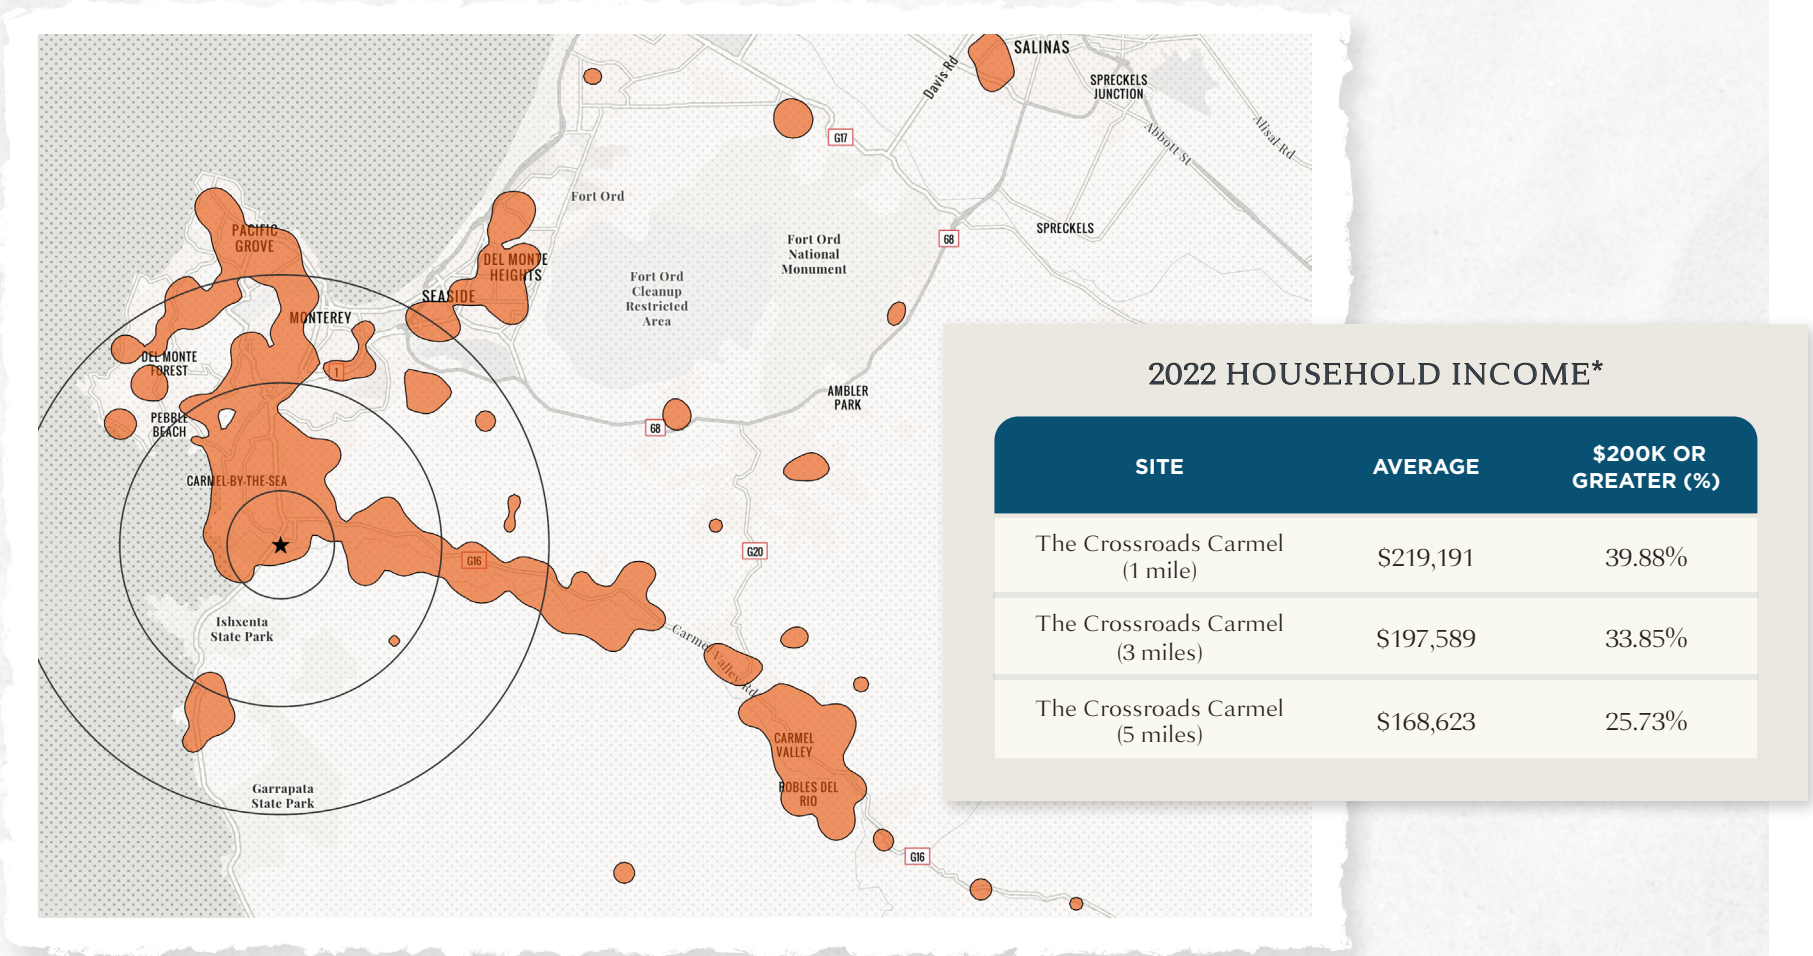 SALINAS
Davis Rd
SPRECKELS
JUNCTION
Abbott St
Alisal Rd
G17
Fort Ord
PACIFIC
GROVE
SPRECKELS
68
Fort Ord
National
Monument
DEL MONTE
HEIGHTS
Fort Ord
Cleanup
Restricted
Area
SEASIDE
MONTEREY
DEL MONTE
FOREST
1
AMBLER
PARK
PEBBLE
BEACH
68
CARMEL-BY-THE-SEA
G16
G20
Ishxenta
State Park
Carmel Valley Rd
CARMEL
VALLEY
Garrapata
State Park
ROBLES DEL
RIO
G16
2022 HOUSEHOLD INCOME*
SITE AVERAGE $200K OR
GREATER (%)
The Crossroads Carmel
(1 mile) $219,191 39.88%
The Crossroads Carmel
(3 miles) $197,589 33.85%
The Crossroads Carmel
(5 miles) $168,623 25.73%